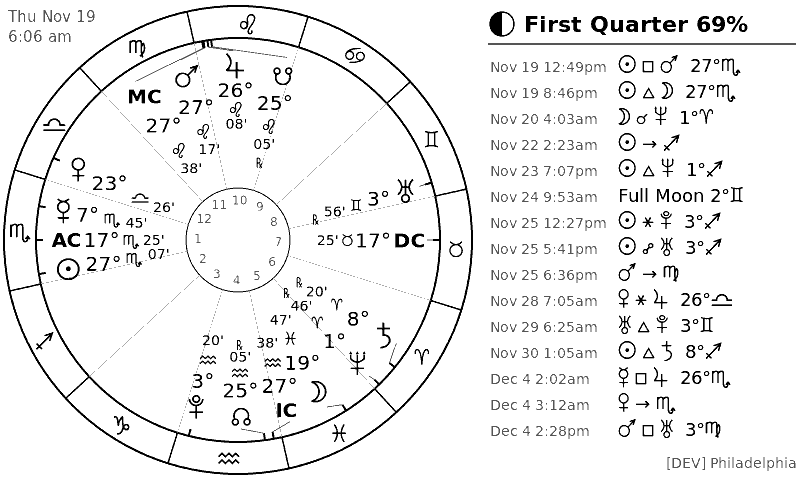 Thu Nov 19
6:06 am
First Quarter 69%
Nov 19 12:49pm ☉ □ ♂ 27°♏
Nov 19 8:46pm ☉ △ ☽ 27°♏
Nov 20 4:03am ☽ ☌ ♆ 1°♈
Nov 22 2:23am ☉ → ♐
Nov 23 7:07pm ☉ △ ♆ 1°♐
Nov 24 9:53am Full Moon 2°♊
Nov 25 12:27pm ☉ ⚹ ⯓ 3°♐
Nov 25 5:41pm ☉ ☍ ♅ 3°♐
Nov 25 6:36pm ♂ → ♍
Nov 28 7:05am ♀ ⚹ ♃ 26°♎
Nov 29 6:25am ♅ △ ⯓ 3°♊
Nov 30 1:05am ☉ △ ♄ 8°♐
Dec 4 2:02am ☿ □ ♃ 26°♏
Dec 4 3:12am ♀ → ♏
Dec 4 2:28pm ♂ □ ♅ 3°♍
[DEV] Philadelphia
♌
♍
♋
♎
♊
♏
♉
♐
♈
♑
♓
♒
MC 27° ♌ 38'
♂ 27° ♌ 17'
♃ 26° ♌ 08'
☋ 25° ♌ 05' ℞
♀ 23° ♎ 26'
☿ 7° ♏ 45'
AC 17° ♏ 25'
☉ 27° ♏ 07'
℞ 56' ♊ 3° ♅
25' ♉ 17° DC
⯓ 3° ♒ 20'
☊ 25° ♒ 05' ℞
IC 27° ♒ 38'
☽ 19° ♓ 47'
♆ 1° ♈ 46' ℞
♄ 8° ♈ 20' ℞
1
2
3
4
5
6
7
8
9
10
11
12